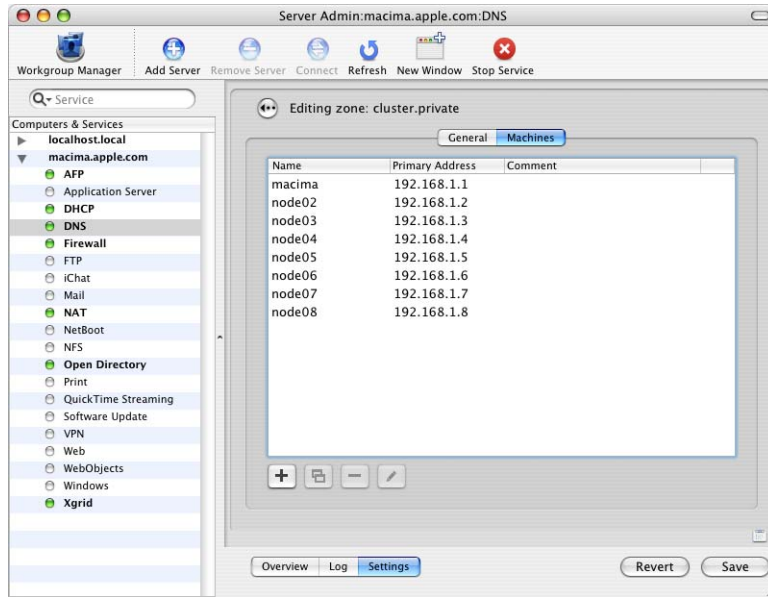 Server Admin:macima.apple.com:DNS
Workgroup Manager
Add Server
Remove Server
Connect
Refresh
New Window
Stop Service
Service
Computers & Services
localhost.local
macima.apple.com
AFP
Application Server
DHCP
DNS
Firewall
FTP
iChat
Mail
NAT
NetBoot
NFS
Open Directory
Print
QuickTime Streaming
Software Update
VPN
Web
WebObjects
Windows
Xgrid
Editing zone: cluster.private
General
Machines
Name Primary Address Comment
macima 192.168.1.1
node02 192.168.1.2
node03 192.168.1.3
node04 192.168.1.4
node05 192.168.1.5
node06 192.168.1.6
node07 192.168.1.7
node08 192.168.1.8
Overview
Log
Settings
Revert
Save